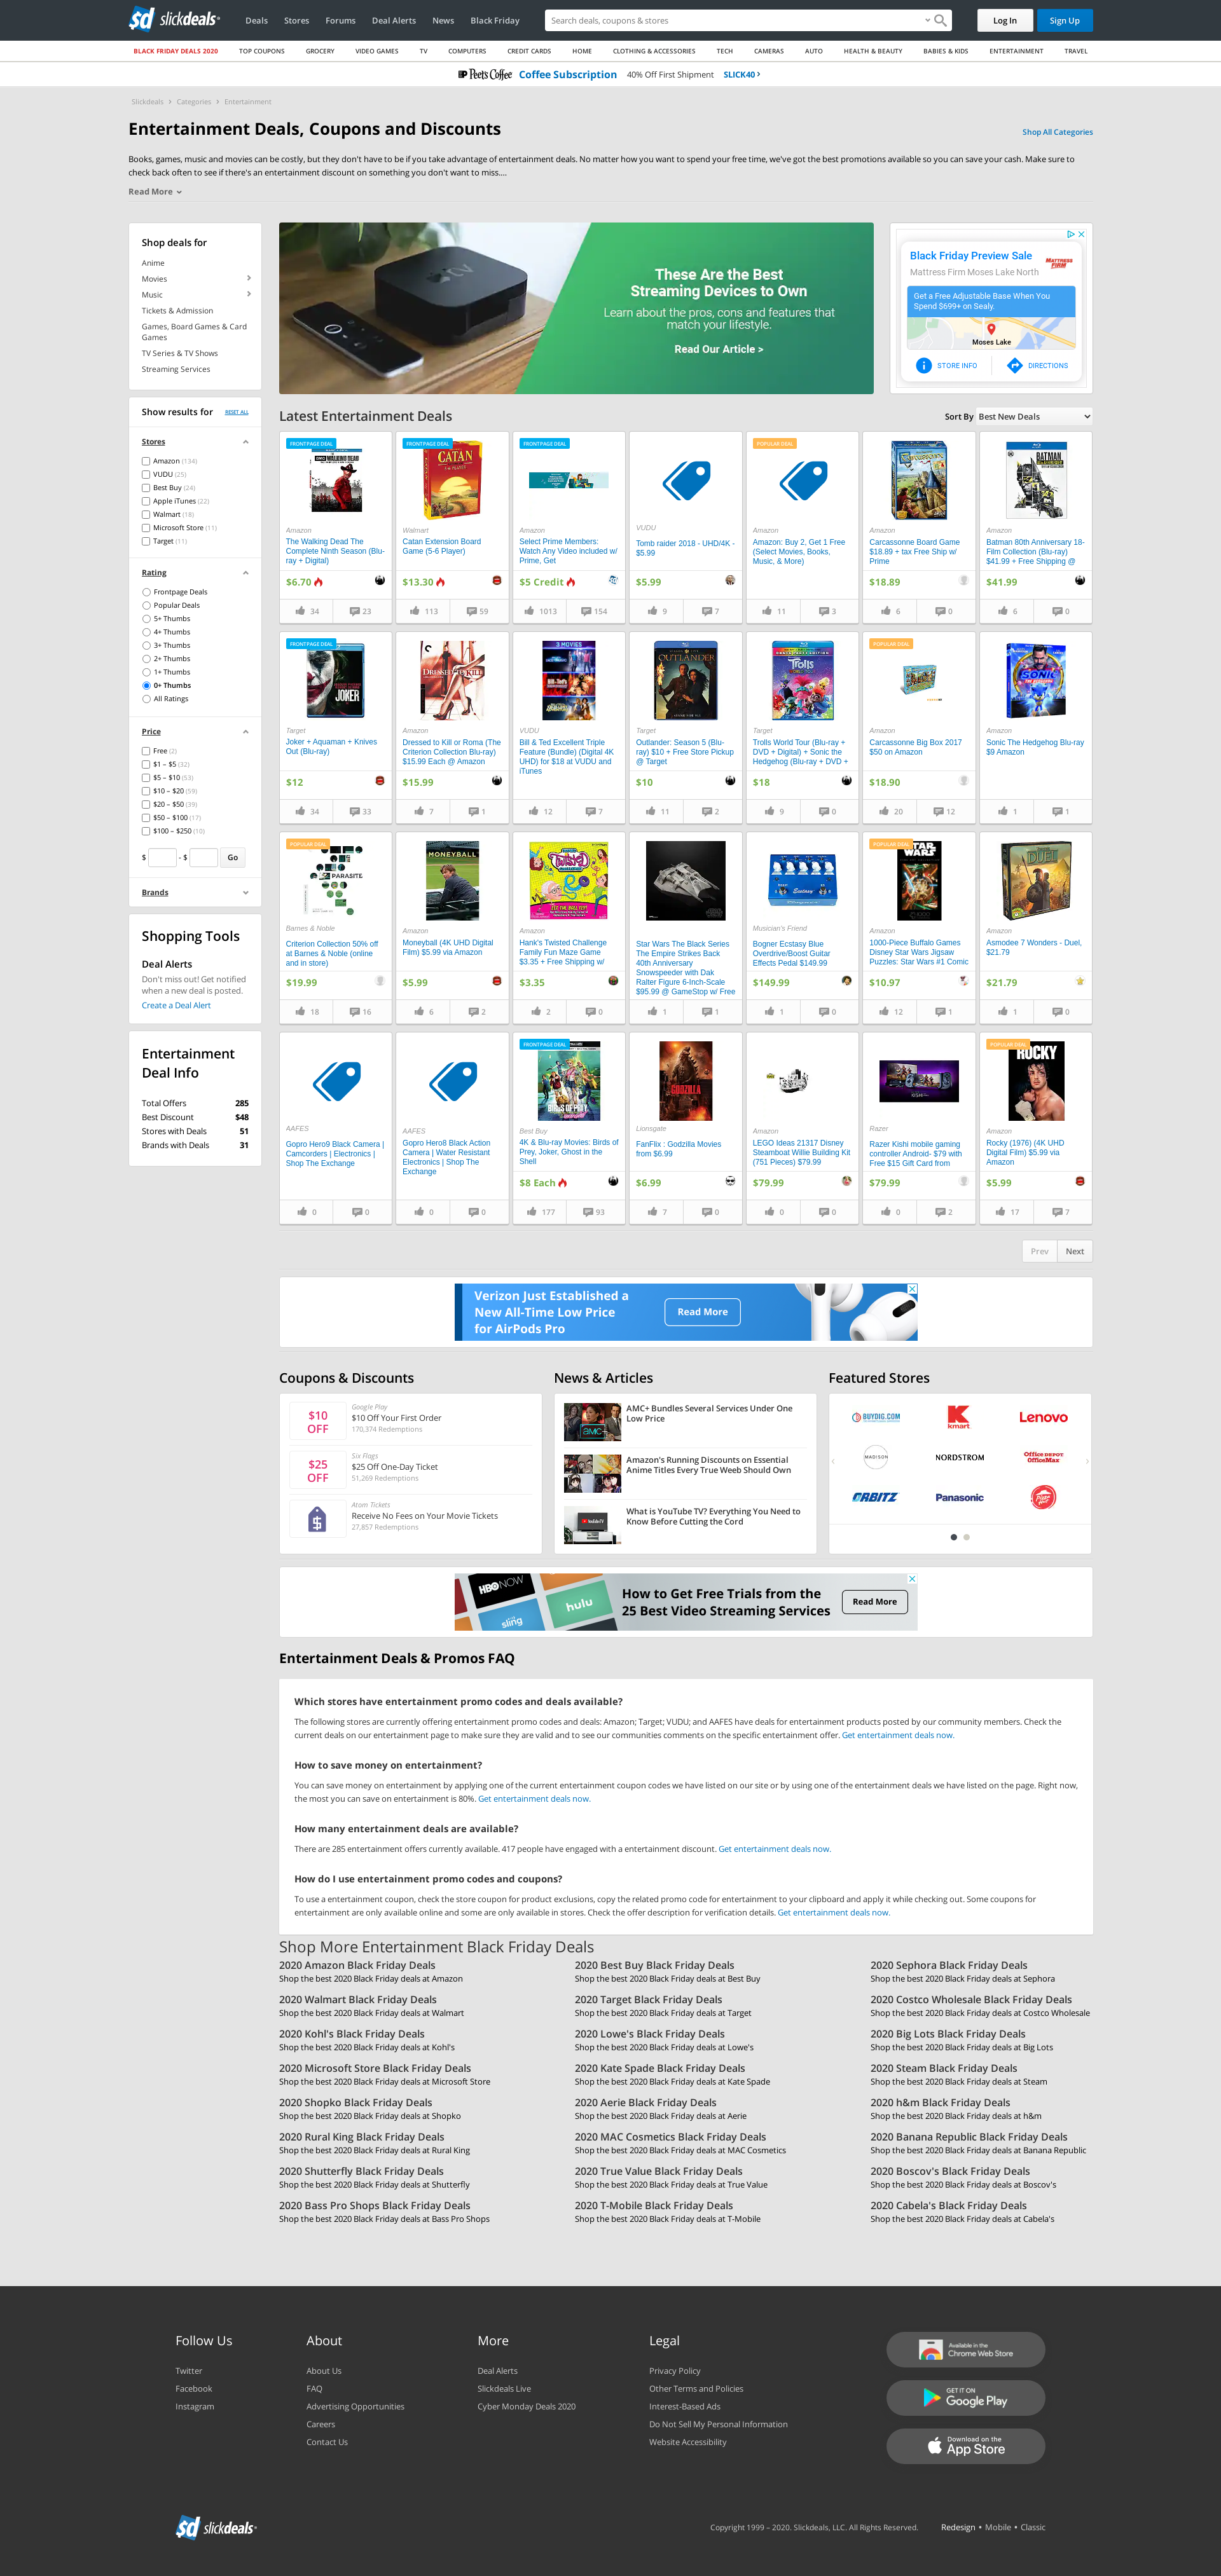 sd slickdeals
Deals Stores Forums Deal Alerts News Black Friday
Search deals, coupons & stores
Log In Sign Up
BLACK FRIDAY DEALS 2020 TOP COUPONS GROCERY VIDEO GAMES TV COMPUTERS CREDIT CARDS HOME CLOTHING & ACCESSORIES TECH CAMERAS AUTO HEALTH & BEAUTY BABIES & KIDS ENTERTAINMENT TRAVEL
Peet's Coffee Coffee Subscription 40% Off First Shipment SLICK40 >
Slickdeals > Categories > Entertainment
Entertainment Deals, Coupons and Discounts
Shop All Categories
Books, games, music and movies can be costly, but they don't have to be if you take advantage of entertainment deals. No matter how you want to spend your free time, we've got the best promotions available so you can save your cash. Make sure to
check back often to see if there's an entertainment discount on something you don't want to miss....
Read More
Shop deals for
Anime
Movies
Music
Tickets & Admission
Games, Board Games & Card
Games
TV Series & TV Shows
Streaming Services
Show results for RESET ALL
Stores
Amazon (134)
VUDU (25)
Best Buy (24)
Apple iTunes (22)
Walmart (18)
Microsoft Store (11)
Target (11)
Rating
Frontpage Deals
Popular Deals
5+ Thumbs
4+ Thumbs
3+ Thumbs
2+ Thumbs
1+ Thumbs
0+ Thumbs
All Ratings
Price
Free (2)
$1 – $5 (32)
$5 – $10 (53)
$10 – $20 (59)
$20 – $50 (39)
$50 – $100 (17)
$100 – $250 (10)
$ - $ Go
Brands
Shopping Tools
Deal Alerts
Don't miss out! Get notified
when a new deal is posted.
Create a Deal Alert
Entertainment
Deal Info
Total Offers 285
Best Discount $48
Stores with Deals 51
Brands with Deals 31
These Are the Best
Streaming Devices to Own
Learn about the pros, cons and features that
match your lifestyle.
Read Our Article >
Black Friday Preview Sale
MATTRESS FIRM
Mattress Firm Moses Lake North
Get a Free Adjustable Base When You
Spend $699+ on Sealy.
Moses Lake
STORE INFO DIRECTIONS
Latest Entertainment Deals
Sort By Best New Deals
FRONTPAGE DEAL
Amazon
The Walking Dead The
Complete Ninth Season (Blu-
ray + Digital)
$6.70
34 23
FRONTPAGE DEAL
CATAN
Walmart
Catan Extension Board
Game (5-6 Player)
$13.30
113 59
FRONTPAGE DEAL
Amazon
Select Prime Members:
Watch Any Video included w/
Prime, Get
$5 Credit
1013 154
VUDU
Tomb raider 2018 - UHD/4K -
$5.99
$5.99
9 7
POPULAR DEAL
Amazon
Amazon: Buy 2, Get 1 Free
(Select Movies, Books,
Music, & More)
11 3
Amazon
Carcassonne Board Game
$18.89 + tax Free Ship w/
Prime
$18.89
6 0
BATMAN
Amazon
Batman 80th Anniversary 18-
Film Collection (Blu-ray)
$41.99 + Free Shipping @
$41.99
6 0
FRONTPAGE DEAL
JOKER
Target
Joker + Aquaman + Knives
Out (Blu-ray)
$12
34 33
DRESSED TO KILL
Amazon
Dressed to Kill or Roma (The
Criterion Collection Blu-ray)
$15.99 Each @ Amazon
$15.99
7 1
3 MOVIES
VUDU
Bill & Ted Excellent Triple
Feature (Bundle) (Digital 4K
UHD) for $18 at VUDU and
iTunes
12 7
OUTLANDER
Target
Outlander: Season 5 (Blu-
ray) $10 + Free Store Pickup
@ Target
$10
11 2
Trolls
Target
Trolls World Tour (Blu-ray +
DVD + Digital) + Sonic the
Hedgehog (Blu-ray + DVD +
$18
9 0
POPULAR DEAL
Amazon
Carcassonne Big Box 2017
$50 on Amazon
$18.90
20 12
SONIC
Amazon
Sonic The Hedgehog Blu-ray
$9 Amazon
1 1
POPULAR DEAL
PARASITE
Barnes & Noble
Criterion Collection 50% off
at Barnes & Noble (online
and in store)
$19.99
18 16
MONEYBALL
Amazon
Moneyball (4K UHD Digital
Film) $5.99 via Amazon
$5.99
6 2
Twisted
Amazon
Hank's Twisted Challenge
Family Fun Maze Game
$3.35 + Free Shipping w/
$3.35
2 0
Star Wars The Black Series
The Empire Strikes Back
40th Anniversary
Snowspeeder with Dak
Ralter Figure 6-Inch-Scale
$95.99 @ GameStop w/ Free
1 1
Ecstasy
Musician's Friend
Bogner Ecstasy Blue
Overdrive/Boost Guitar
Effects Pedal $149.99
$149.99
1 0
POPULAR DEAL
STAR WARS
Amazon
1000-Piece Buffalo Games
Disney Star Wars Jigsaw
Puzzles: Star Wars #1 Comic
$10.97
12 1
DUEL
Amazon
Asmodee 7 Wonders - Duel,
$21.79
$21.79
1 0
AAFES
Gopro Hero9 Black Camera |
Camcorders | Electronics |
Shop The Exchange
0 0
AAFES
Gopro Hero8 Black Action
Camera | Water Resistant
Electronics | Shop The
Exchange
0 0
FRONTPAGE DEAL
BIRDS OF PREY
Best Buy
4K & Blu-ray Movies: Birds of
Prey, Joker, Ghost in the
Shell
$8 Each
177 93
GODZILLA
Lionsgate
FanFlix : Godzilla Movies
from $6.99
$6.99
7 0
Amazon
LEGO Ideas 21317 Disney
Steamboat Willie Building Kit
(751 Pieces) $79.99
$79.99
0 0
KISHI
Razer
Razer Kishi mobile gaming
controller Android- $79 with
Free $15 Gift Card from
$79.99
0 2
POPULAR DEAL
ROCKY
Amazon
Rocky (1976) (4K UHD
Digital Film) $5.99 via
Amazon
$5.99
17 7
Prev Next
Verizon Just Established a
New All-Time Low Price
for AirPods Pro
Read More
Coupons & Discounts
$10
OFF
Google Play
$10 Off Your First Order
170,374 Redemptions
$25
OFF
Six Flags
$25 Off One-Day Ticket
51,269 Redemptions
Atom Tickets
Receive No Fees on Your Movie Tickets
27,857 Redemptions
News & Articles
aMC+
AMC+ Bundles Several Services Under One
Low Price
Amazon's Running Discounts on Essential
Anime Titles Every True Weeb Should Own
YouTube TV
What is YouTube TV? Everything You Need to
Know Before Cutting the Cord
Featured Stores
BUYDIG.COM kmart Lenovo
MADISON NORDSTROM Office DEPOT OfficeMax
ORBITZ Panasonic Pizza Hut
HBO NOW
hulu
sling
How to Get Free Trials from the
25 Best Video Streaming Services
Read More
Entertainment Deals & Promos FAQ
Which stores have entertainment promo codes and deals available?
The following stores are currently offering entertainment promo codes and deals: Amazon; Target; VUDU; and AAFES have deals for entertainment products posted by our community members. Check the
current deals on our entertainment page to make sure they are valid and to see our communities comments on the specific entertainment offer. Get entertainment deals now.
How to save money on entertainment?
You can save money on entertainment by applying one of the current entertainment coupon codes we have listed on our site or by using one of the entertainment deals we have listed on the page. Right now,
the most you can save on entertainment is 80%. Get entertainment deals now.
How many entertainment deals are available?
There are 285 entertainment offers currently available. 417 people have engaged with a entertainment discount. Get entertainment deals now.
How do I use entertainment promo codes and coupons?
To use a entertainment coupon, check the store coupon for product exclusions, copy the related promo code for entertainment to your clipboard and apply it while checking out. Some coupons for
entertainment are only available online and some are only available in stores. Check the offer description for verification details. Get entertainment deals now.
Shop More Entertainment Black Friday Deals
2020 Amazon Black Friday Deals 2020 Best Buy Black Friday Deals 2020 Sephora Black Friday Deals
Shop the best 2020 Black Friday deals at Amazon Shop the best 2020 Black Friday deals at Best Buy Shop the best 2020 Black Friday deals at Sephora
2020 Walmart Black Friday Deals 2020 Target Black Friday Deals 2020 Costco Wholesale Black Friday Deals
Shop the best 2020 Black Friday deals at Walmart Shop the best 2020 Black Friday deals at Target Shop the best 2020 Black Friday deals at Costco Wholesale
2020 Kohl's Black Friday Deals 2020 Lowe's Black Friday Deals 2020 Big Lots Black Friday Deals
Shop the best 2020 Black Friday deals at Kohl's Shop the best 2020 Black Friday deals at Lowe's Shop the best 2020 Black Friday deals at Big Lots
2020 Microsoft Store Black Friday Deals 2020 Kate Spade Black Friday Deals 2020 Steam Black Friday Deals
Shop the best 2020 Black Friday deals at Microsoft Store Shop the best 2020 Black Friday deals at Kate Spade Shop the best 2020 Black Friday deals at Steam
2020 Shopko Black Friday Deals 2020 Aerie Black Friday Deals 2020 h&m Black Friday Deals
Shop the best 2020 Black Friday deals at Shopko Shop the best 2020 Black Friday deals at Aerie Shop the best 2020 Black Friday deals at h&m
2020 Rural King Black Friday Deals 2020 MAC Cosmetics Black Friday Deals 2020 Banana Republic Black Friday Deals
Shop the best 2020 Black Friday deals at Rural King Shop the best 2020 Black Friday deals at MAC Cosmetics Shop the best 2020 Black Friday deals at Banana Republic
2020 Shutterfly Black Friday Deals 2020 True Value Black Friday Deals 2020 Boscov's Black Friday Deals
Shop the best 2020 Black Friday deals at Shutterfly Shop the best 2020 Black Friday deals at True Value Shop the best 2020 Black Friday deals at Boscov's
2020 Bass Pro Shops Black Friday Deals 2020 T-Mobile Black Friday Deals 2020 Cabela's Black Friday Deals
Shop the best 2020 Black Friday deals at Bass Pro Shops Shop the best 2020 Black Friday deals at T-Mobile Shop the best 2020 Black Friday deals at Cabela's
Follow Us
Twitter
Facebook
Instagram
About
About Us
FAQ
Advertising Opportunities
Careers
Contact Us
More
Deal Alerts
Slickdeals Live
Cyber Monday Deals 2020
Legal
Privacy Policy
Other Terms and Policies
Interest-Based Ads
Do Not Sell My Personal Information
Website Accessibility
Available in the
Chrome Web Store
GET IT ON
Google Play
Download on the
App Store
sd slickdeals
Copyright 1999 – 2020. Slickdeals, LLC. All Rights Reserved. Redesign • Mobile • Classic